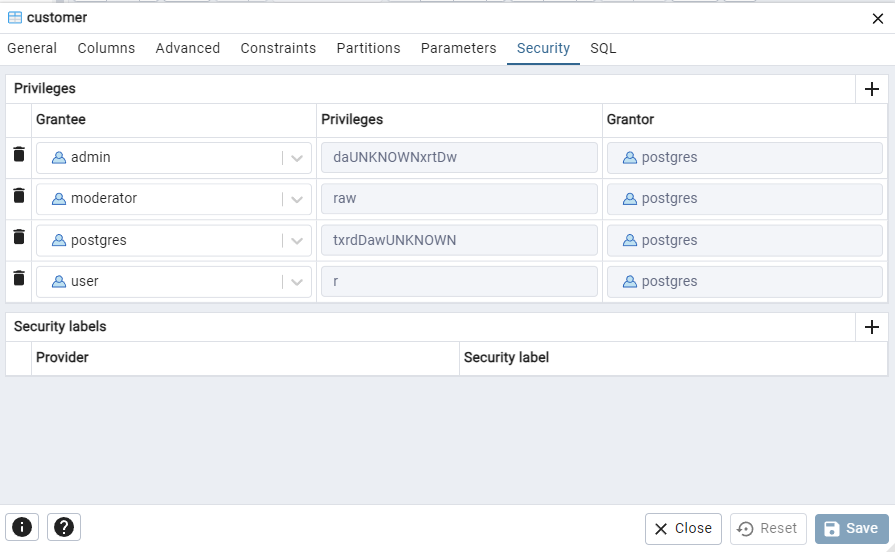 customer
General Columns Advanced Constraints Partitions Parameters Security SQL
Privileges
Grantee Privileges Grantor
admin daUNKNOWNxrtDw postgres
moderator raw postgres
postgres txrdDawUNKNOWN postgres
user r postgres
Security labels
Provider Security label
Close Reset Save